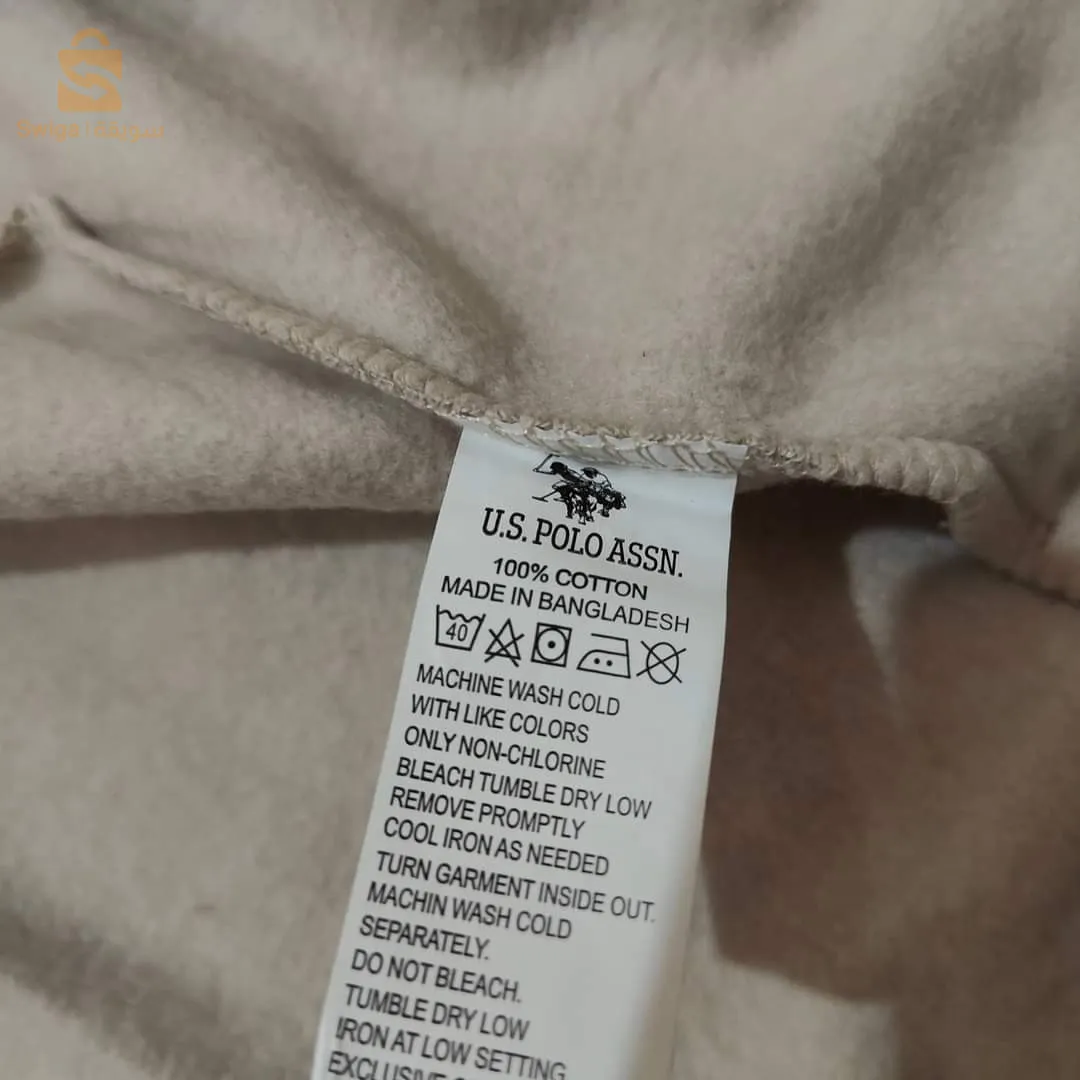 سويقة
U.S. POLO ASSN.
100% COTTON
MADE IN BANGLADESH
40
MACHINE WASH COLD
WITH LIKE COLORS
ONLY NON-CHLORINE
BLEACH TUMBLE DRY LOW
REMOVE PROMPTLY
COOL IRON AS NEEDED
TURN GARMENT INSIDE OUT.
MACHIN WASH COLD
SEPARATELY.
DO NOT BLEACH.
TUMBLE DRY LOW
IRON AT LOW SETTING
EXCLUSIVE